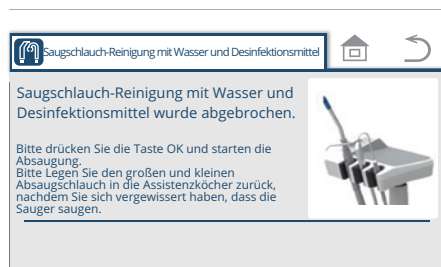 Saugschlauch-Reinigung mit Wasser und Desinfektionsmittel
Saugschlauch-Reinigung mit Wasser und
Desinfektionsmittel wurde abgebrochen.
Bitte drücken Sie die Taste OK und starten die
Absaugung.
Bitte Legen Sie den großen und kleinen
Absaugschlauch in die Assistenzköcher zurück,
nachdem Sie sich vergewissert haben, dass die
Sauger saugen.